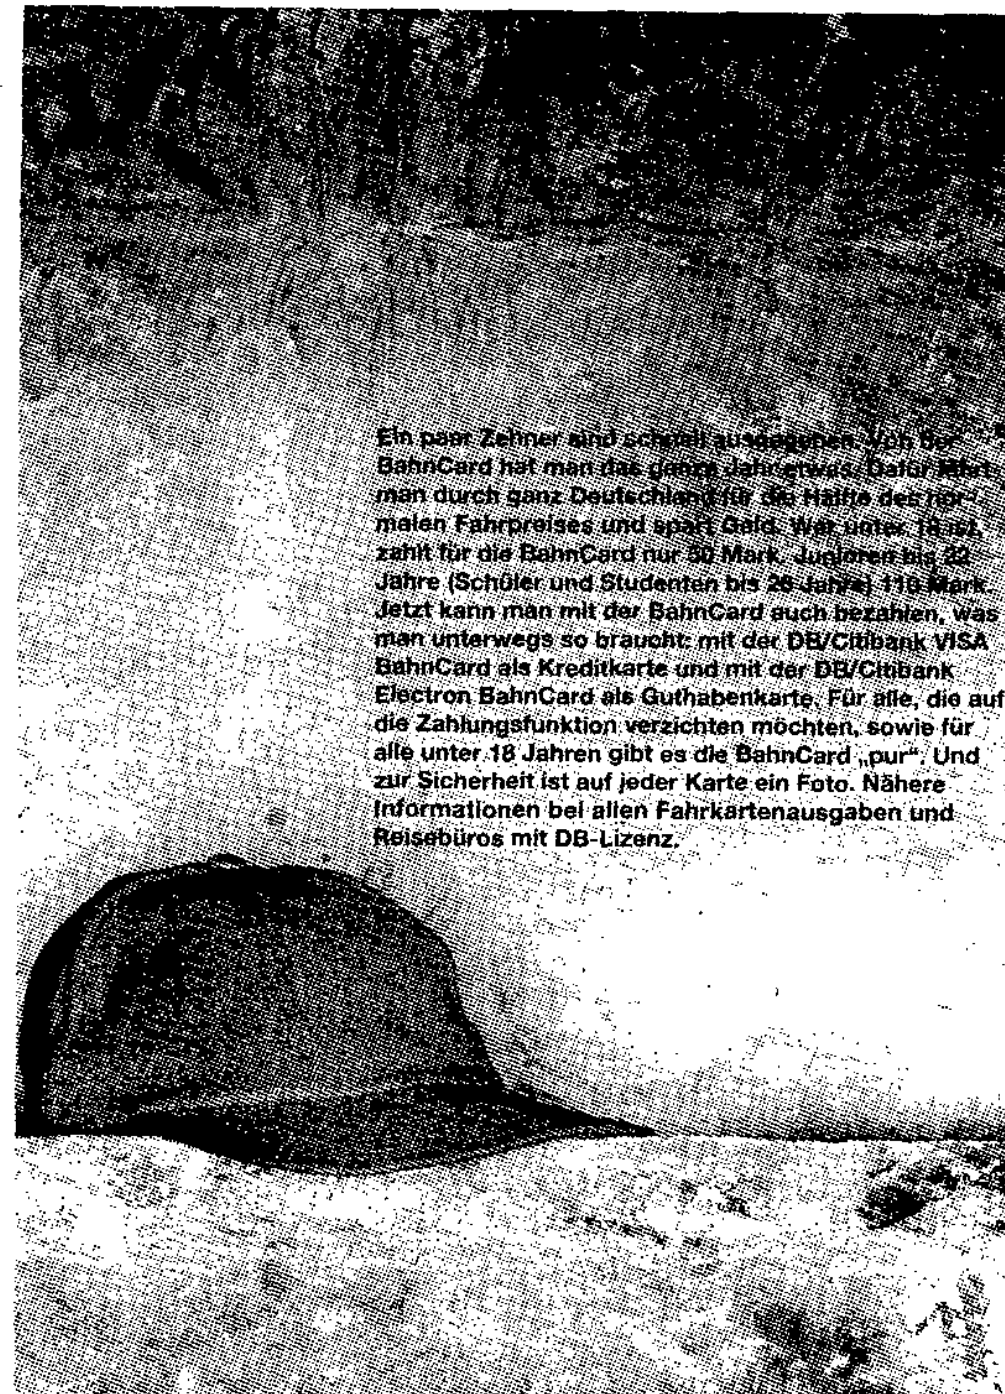 Ein paar Zehner sind schnell ausgegeben. Von der
BahnCard hat man das ganze Jahr etwas. Dafür fährt
man durch ganz Deutschland für die Hälfte des nor-
malen Fahrpreises und spart Geld. Wer unter 18 ist,
zahlt für die BahnCard nur 50 Mark, Junioren bis 22
Jahre (Schüler und Studenten bis 26 Jahre) 110 Mark.
Jetzt kann man mit der BahnCard auch bezahlen, was
man unterwegs so braucht: mit der DB/Citibank VISA
BahnCard als Kreditkarte und mit der DB/Citibank
Electron BahnCard als Guthabenkarte. Für alle, die auf
die Zahlungsfunktion verzichten möchten, sowie für
alle unter 18 Jahren gibt es die BahnCard „pur“. Und
zur Sicherheit ist auf jeder Karte ein Foto. Nähere
Informationen bei allen Fahrkartenausgaben und
Reisebüros mit DB-Lizenz.